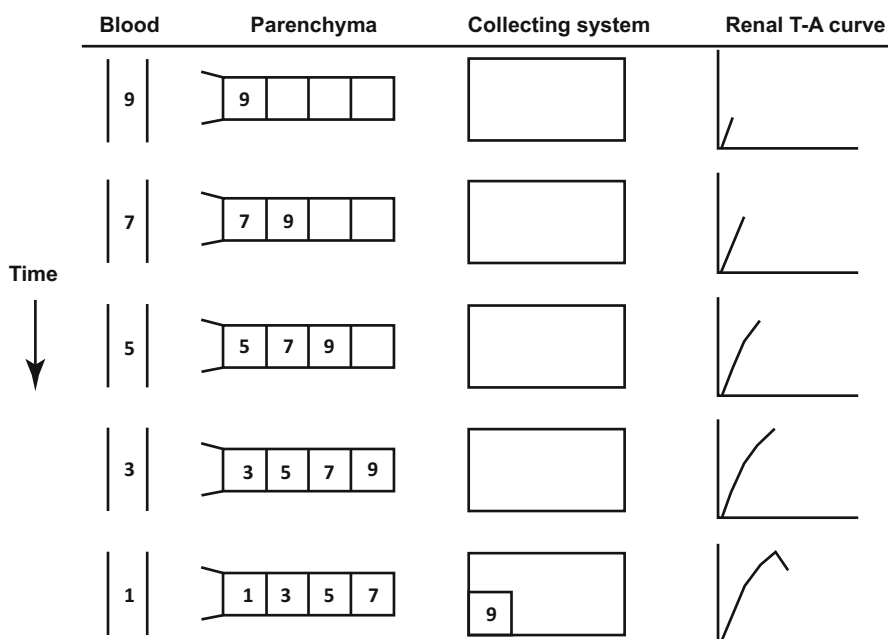 Blood Parenchyma Collecting system Renal T-A curve
9 9
7 7 9
Time
5 5 7 9
3 3 5 7 9
1 1 3 5 7 9